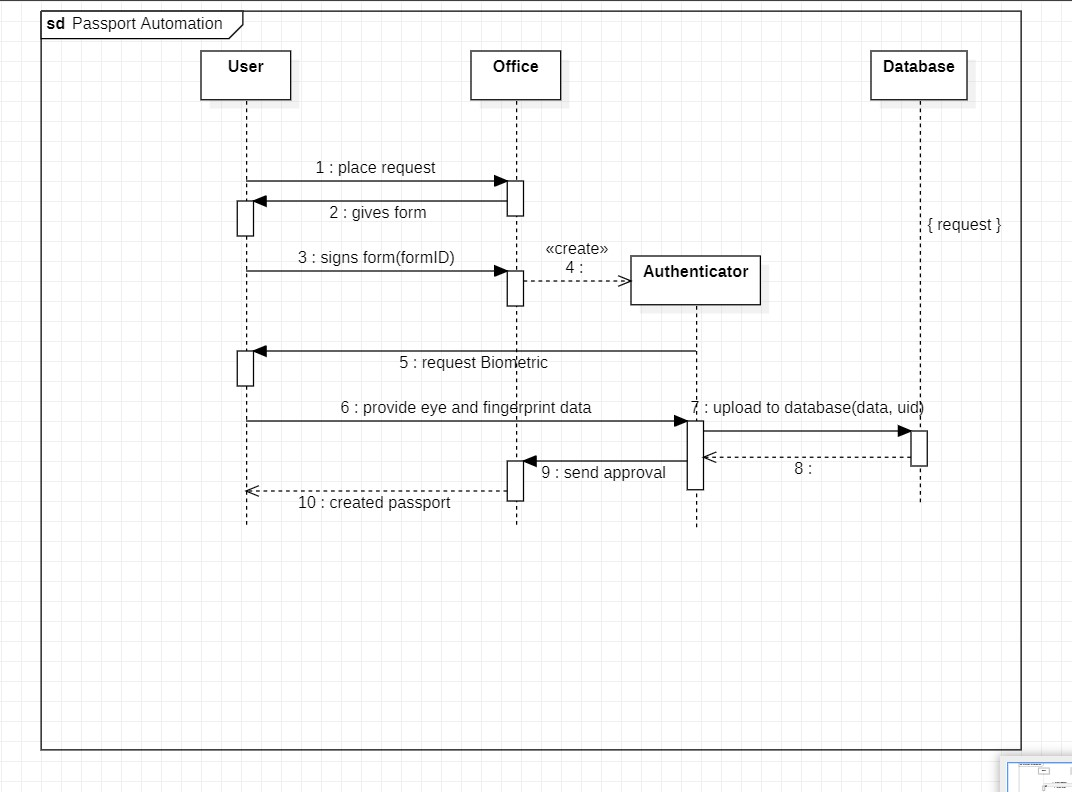 sd Passport Automation
User
Office
Database
1 : place request
2 : gives form
{ request }
3 : signs form(formID)
«create»
4 :
Authenticator
5 : request Biometric
6 : provide eye and fingerprint data
7 : upload to database(data, uid)
8 :
9 : send approval
10 : created passport